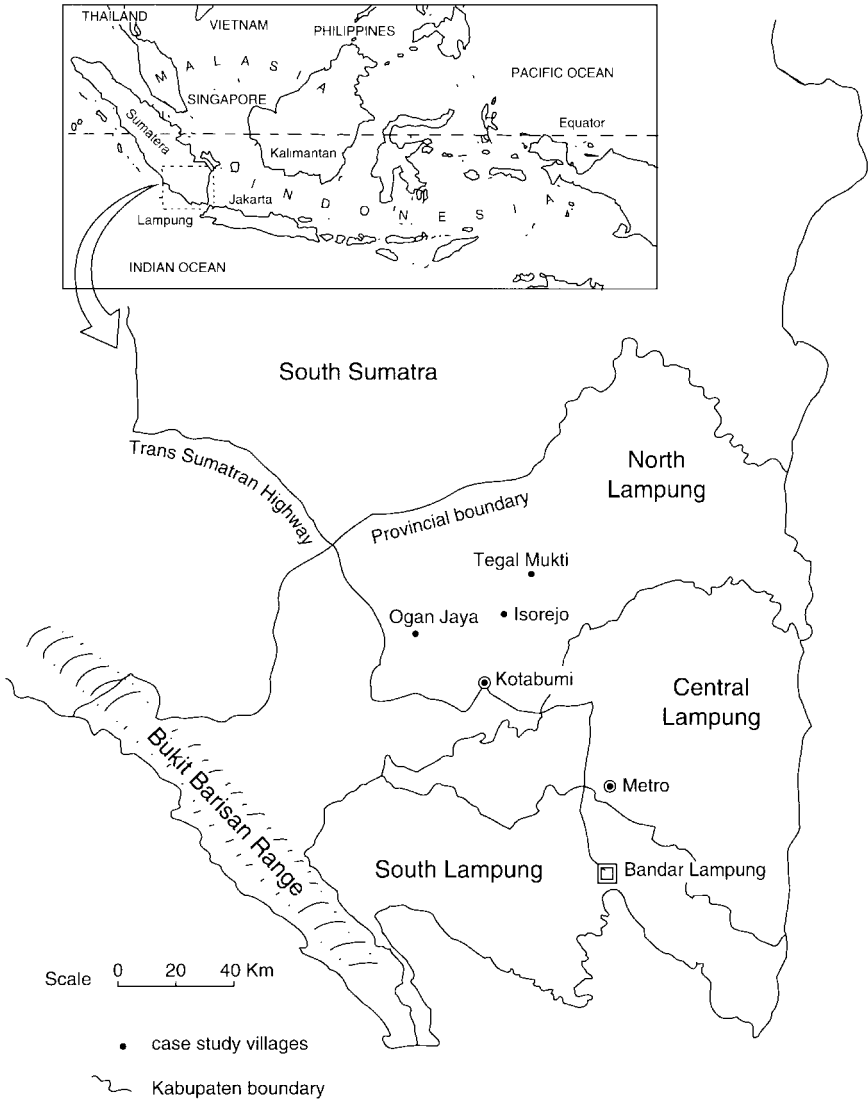 THAILAND
VIETNAM
PHILIPPINES
MALASIA
PACIFIC OCEAN
SINGAPORE
Sumatera
Equator
Kalimantan
INDONESIA
Jakarta
Lampung
INDIAN OCEAN
South Sumatra
Trans Sumatran Highway
North
Lampung
Provincial boundary
Tegal Mukti
Ogan Jaya
Isorejo
Kotabumi
Central
Lampung
Bukit Barisan Range
Metro
South Lampung
Bandar Lampung
Scale 0 20 40 Km
case study villages
Kabupaten boundary